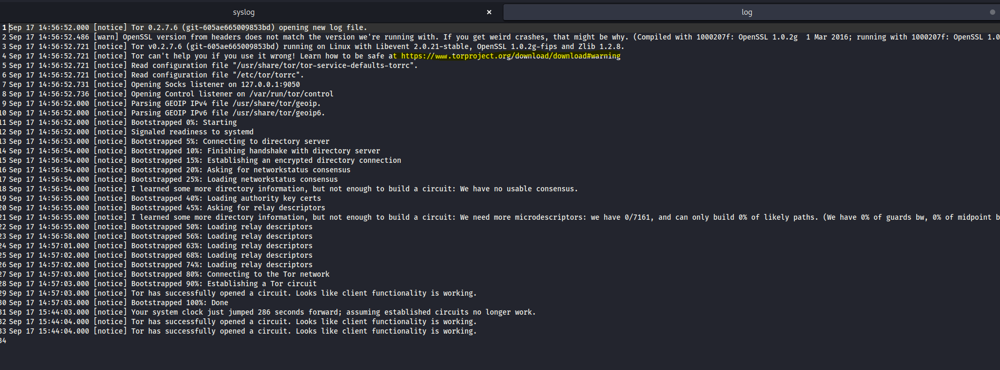 syslog × log
1 Sep 17 14:56:52.000 [notice] Tor 0.2.7.6 (git-605ae665009853bd) opening new log file.
2 Sep 17 14:56:52.486 [warn] OpenSSL version from headers does not match the version we're running with. If you get weird crashes, that might be why. (Compiled with 1000207f: OpenSSL 1.0.2g  1 Mar 2016; running with 1000207f: OpenSSL 1.0
3 Sep 17 14:56:52.721 [notice] Tor v0.2.7.6 (git-605ae665009853bd) running on Linux with Libevent 2.0.21-stable, OpenSSL 1.0.2g-fips and Zlib 1.2.8.
4 Sep 17 14:56:52.721 [notice] Tor can't help you if you use it wrong! Learn how to be safe at https://www.torproject.org/download/download#warning
5 Sep 17 14:56:52.721 [notice] Read configuration file "/usr/share/tor/tor-service-defaults-torrc".
6 Sep 17 14:56:52.721 [notice] Read configuration file "/etc/tor/torrc".
7 Sep 17 14:56:52.731 [notice] Opening Socks listener on 127.0.0.1:9050
8 Sep 17 14:56:52.736 [notice] Opening Control listener on /var/run/tor/control
9 Sep 17 14:56:52.000 [notice] Parsing GEOIP IPv4 file /usr/share/tor/geoip.
10 Sep 17 14:56:52.000 [notice] Parsing GEOIP IPv6 file /usr/share/tor/geoip6.
11 Sep 17 14:56:52.000 [notice] Bootstrapped 0%: Starting
12 Sep 17 14:56:52.000 [notice] Signaled readiness to systemd
13 Sep 17 14:56:53.000 [notice] Bootstrapped 5%: Connecting to directory server
14 Sep 17 14:56:54.000 [notice] Bootstrapped 10%: Finishing handshake with directory server
15 Sep 17 14:56:54.000 [notice] Bootstrapped 15%: Establishing an encrypted directory connection
16 Sep 17 14:56:54.000 [notice] Bootstrapped 20%: Asking for networkstatus consensus
17 Sep 17 14:56:54.000 [notice] Bootstrapped 25%: Loading networkstatus consensus
18 Sep 17 14:56:54.000 [notice] I learned some more directory information, but not enough to build a circuit: We have no usable consensus.
19 Sep 17 14:56:55.000 [notice] Bootstrapped 40%: Loading authority key certs
20 Sep 17 14:56:55.000 [notice] Bootstrapped 45%: Asking for relay descriptors
21 Sep 17 14:56:55.000 [notice] I learned some more directory information, but not enough to build a circuit: We need more microdescriptors: we have 0/7161, and can only build 0% of likely paths. (We have 0% of guards bw, 0% of midpoint b
22 Sep 17 14:56:55.000 [notice] Bootstrapped 50%: Loading relay descriptors
23 Sep 17 14:56:58.000 [notice] Bootstrapped 56%: Loading relay descriptors
24 Sep 17 14:57:01.000 [notice] Bootstrapped 63%: Loading relay descriptors
25 Sep 17 14:57:02.000 [notice] Bootstrapped 68%: Loading relay descriptors
26 Sep 17 14:57:02.000 [notice] Bootstrapped 74%: Loading relay descriptors
27 Sep 17 14:57:03.000 [notice] Bootstrapped 80%: Connecting to the Tor network
28 Sep 17 14:57:03.000 [notice] Bootstrapped 90%: Establishing a Tor circuit
29 Sep 17 14:57:03.000 [notice] Tor has successfully opened a circuit. Looks like client functionality is working.
30 Sep 17 14:57:03.000 [notice] Bootstrapped 100%: Done
31 Sep 17 15:44:03.000 [notice] Your system clock just jumped 286 seconds forward; assuming established circuits no longer work.
32 Sep 17 15:44:04.000 [notice] Tor has successfully opened a circuit. Looks like client functionality is working.
33 Sep 17 15:44:04.000 [notice] Tor has successfully opened a circuit. Looks like client functionality is working.
34